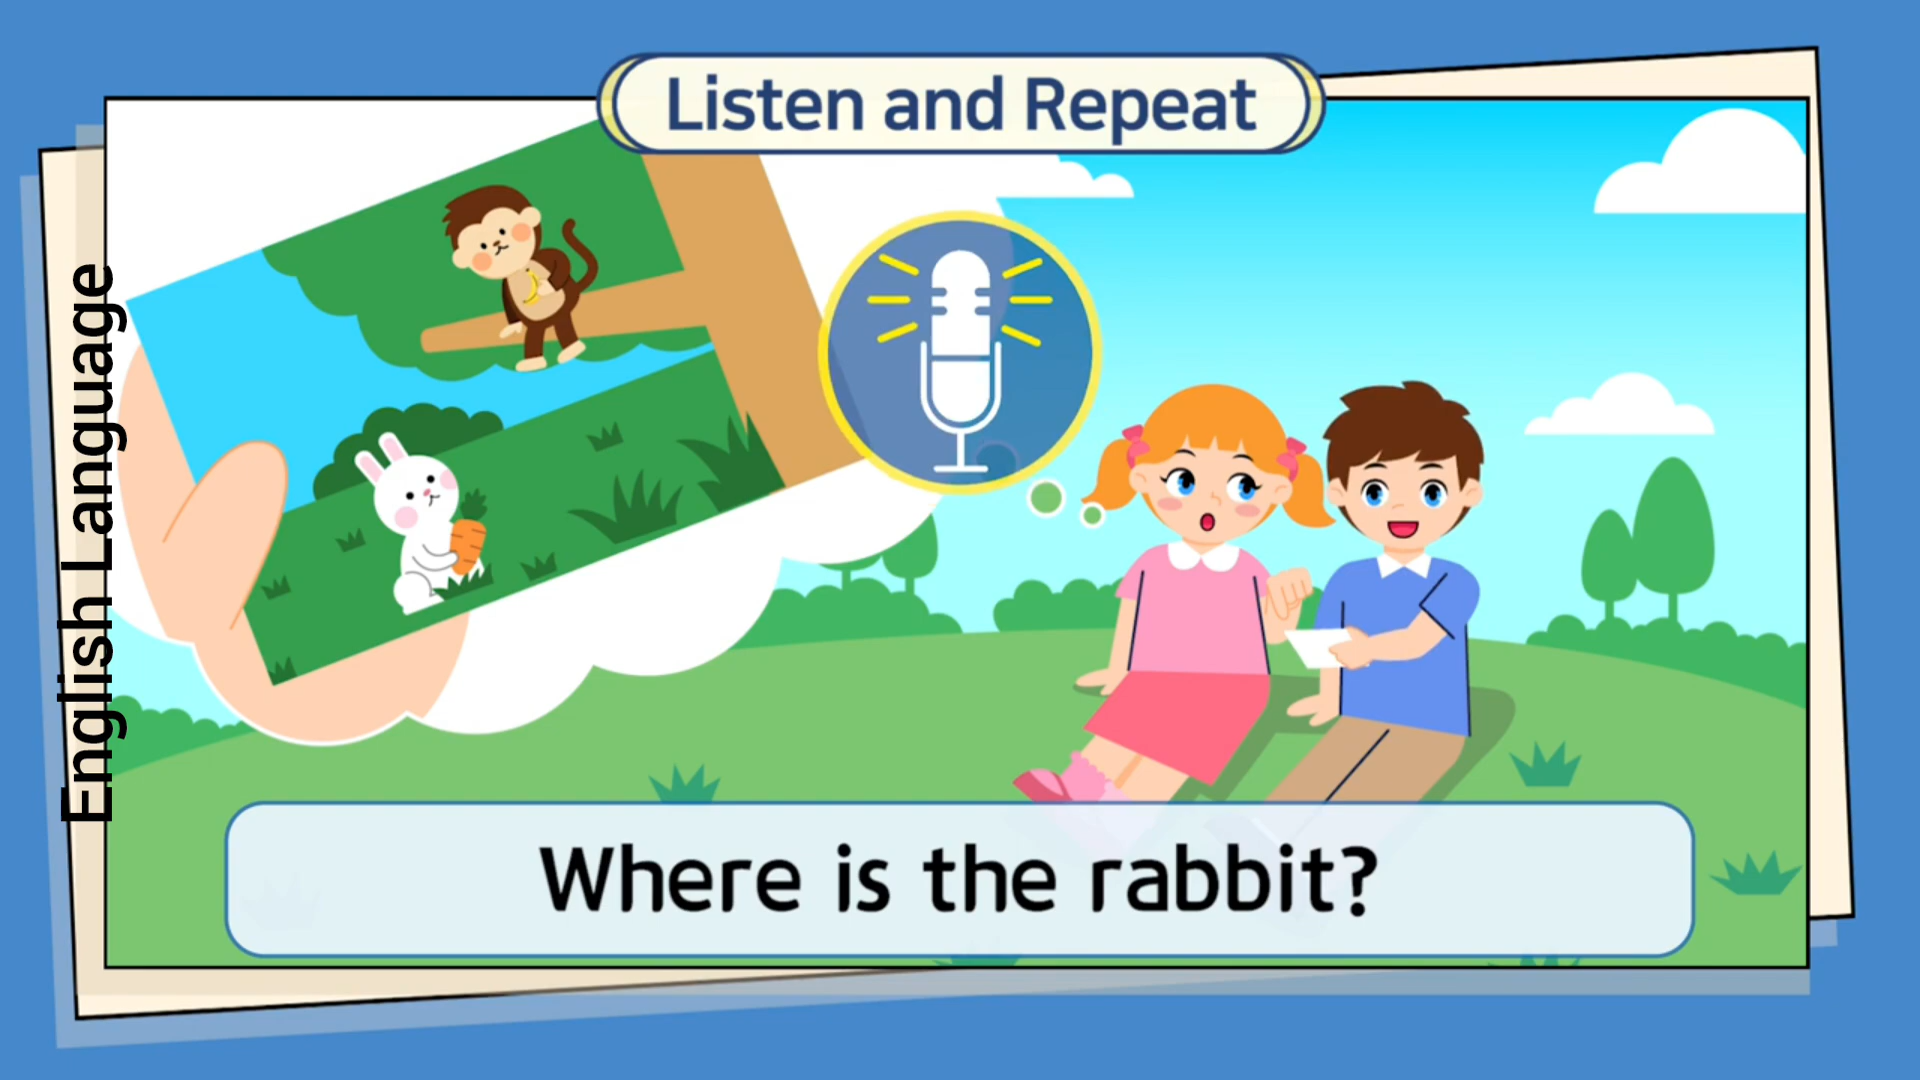 Listen and Repeat
English Language
Where is the rabbit?